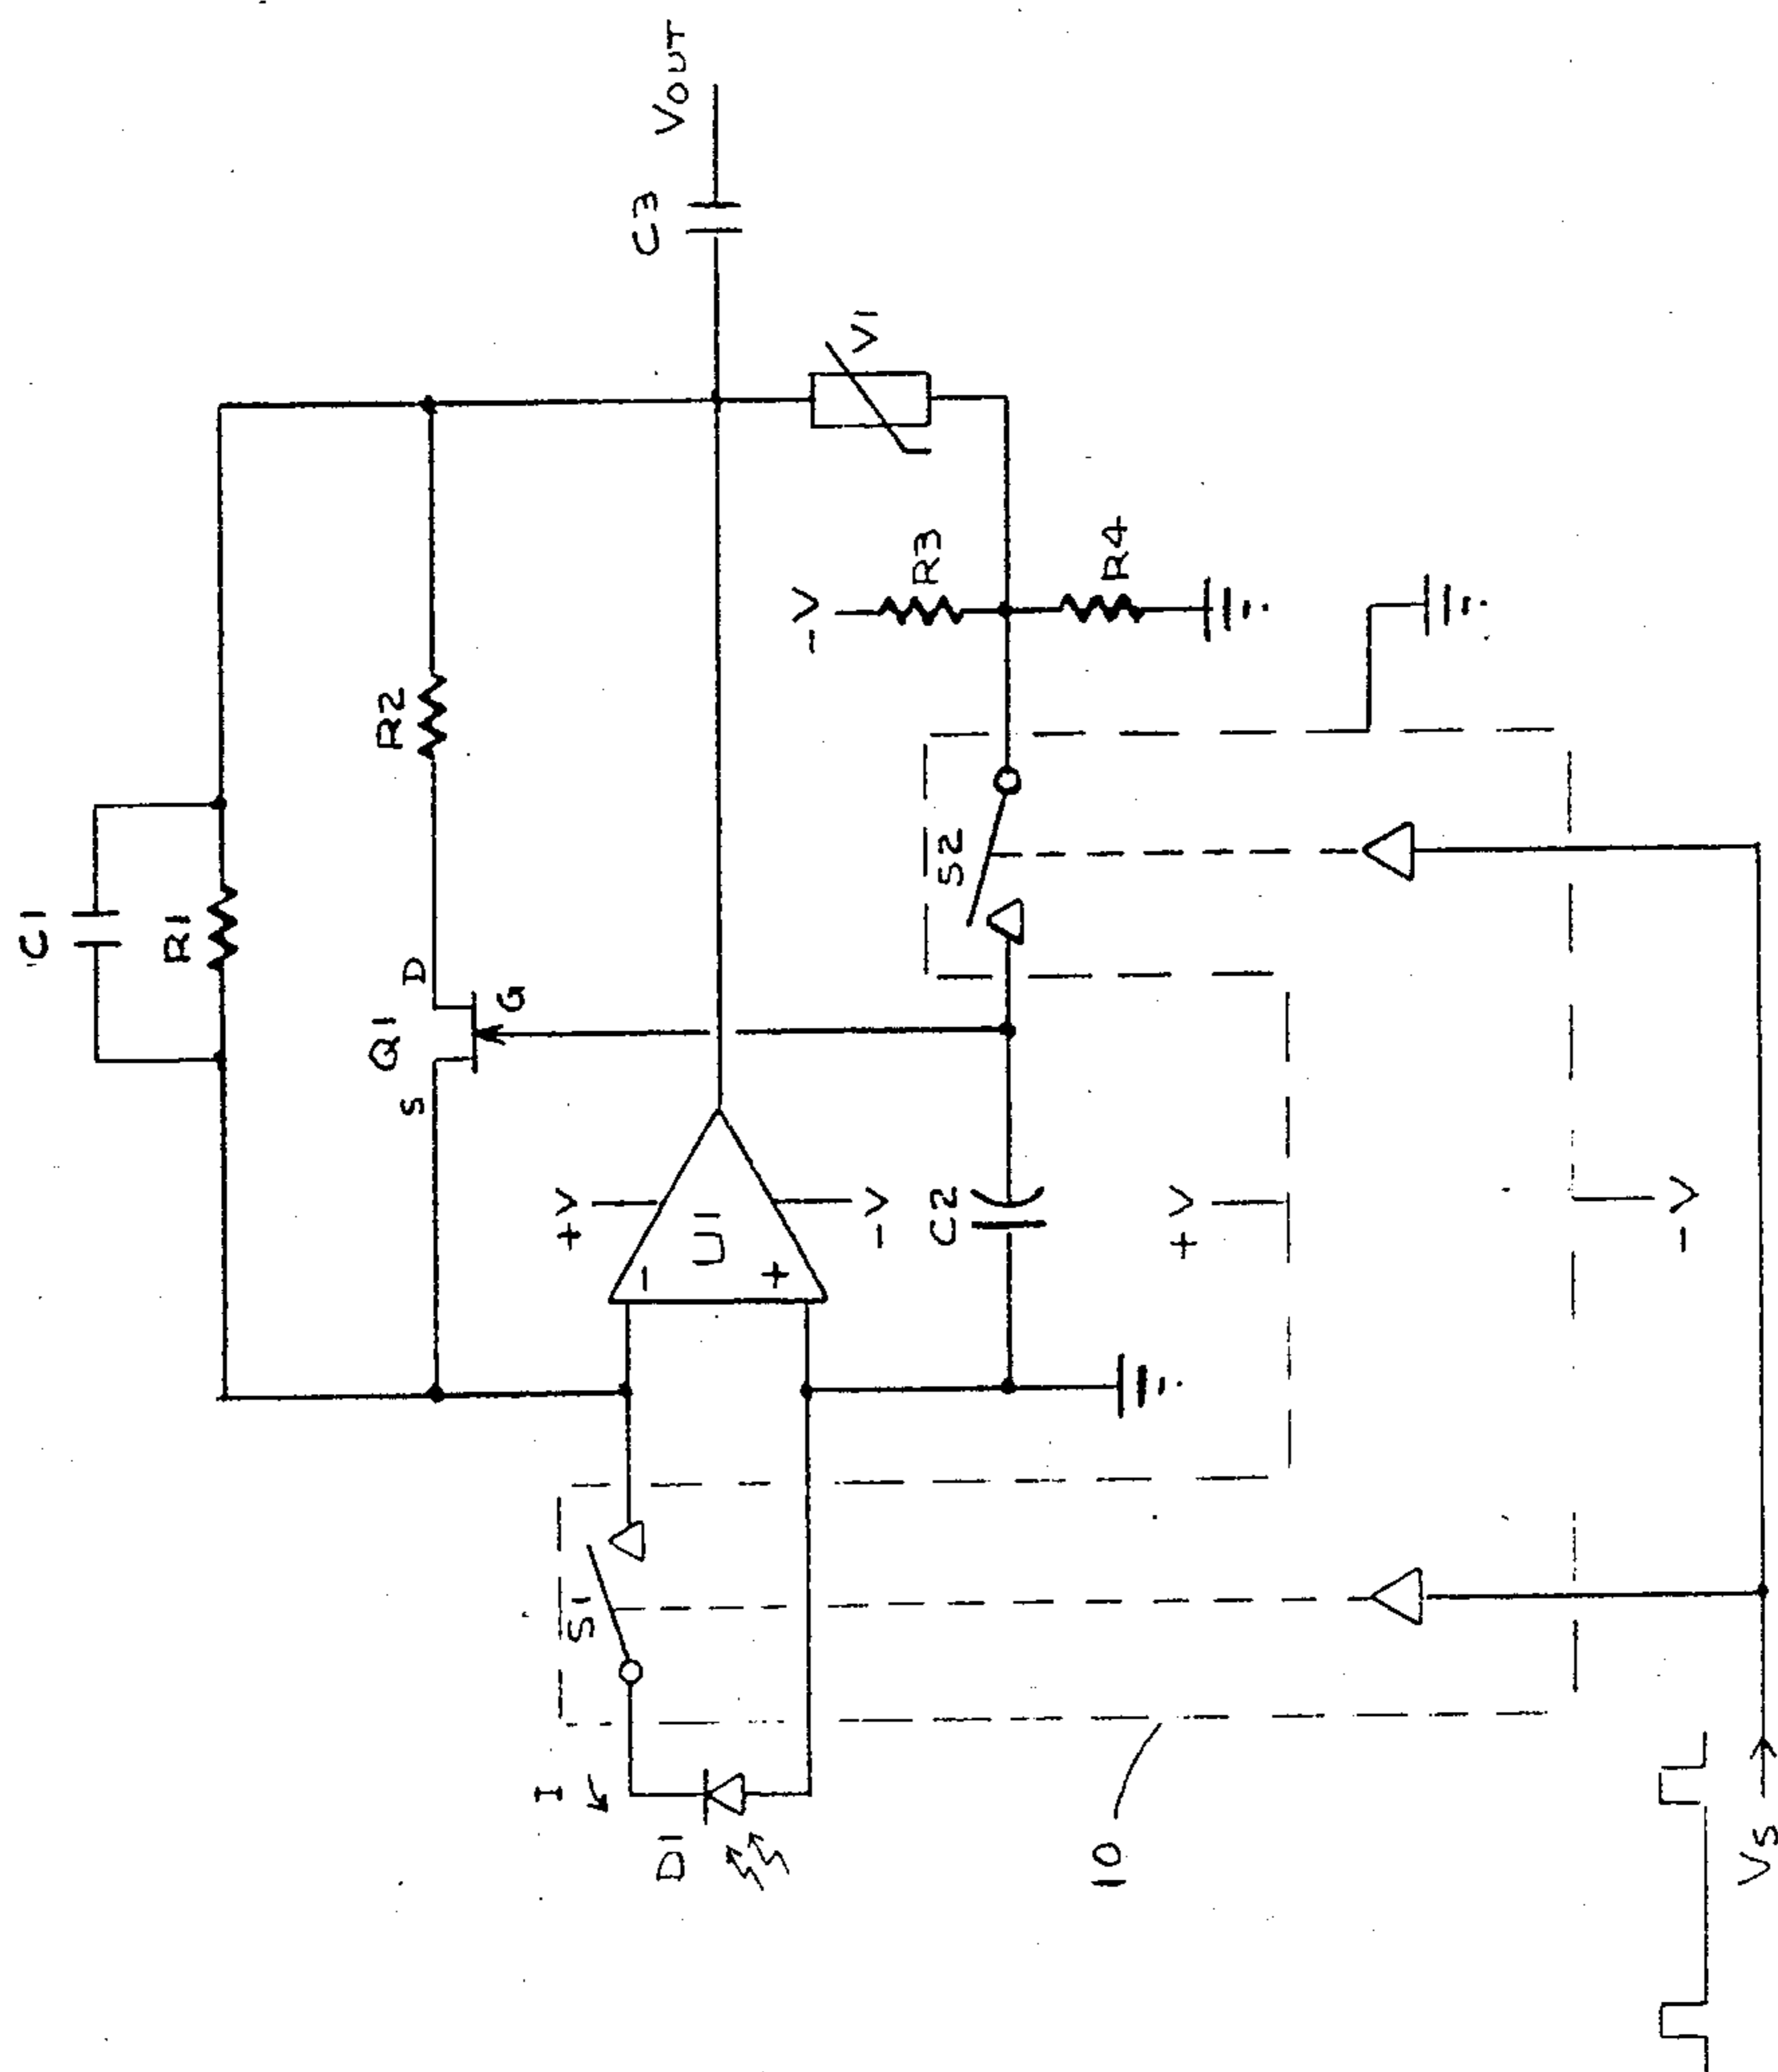 C1
R1
Q1
S
D
G
R2
VOUT
C3
V1
+V
-
U1
+
-V
-V
R3
R4
C2
S2
S1
I
D1
+V
-V
10
VS